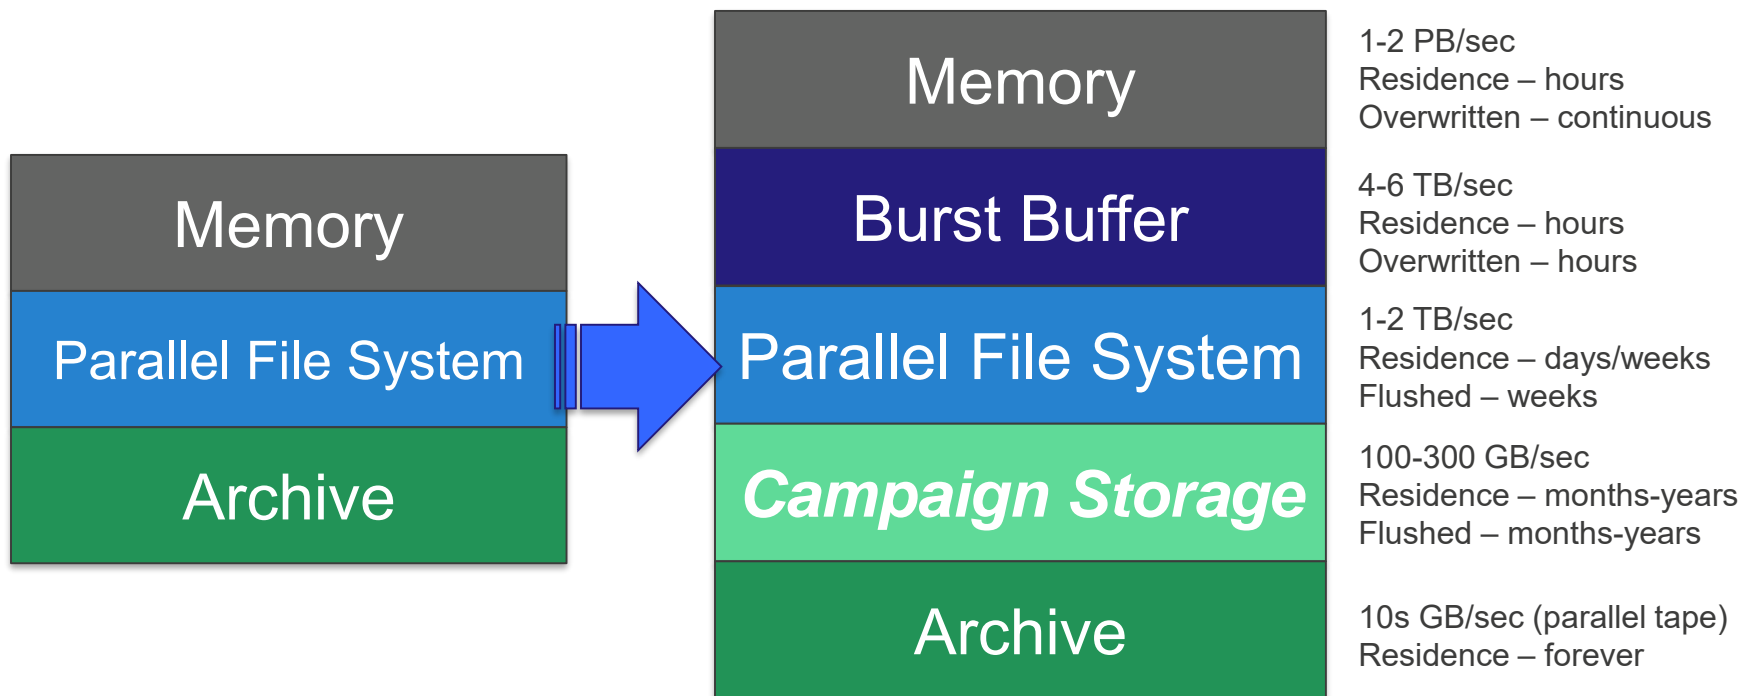 Memory
Parallel File System
Archive
Memory
Burst Buffer
Parallel File System
Campaign Storage
Archive
1-2 PB/sec
Residence – hours
Overwritten – continuous
4-6 TB/sec
Residence – hours
Overwritten – hours
1-2 TB/sec
Residence – days/weeks
Flushed – weeks
100-300 GB/sec
Residence – months-years
Flushed – months-years
10s GB/sec (parallel tape)
Residence – forever